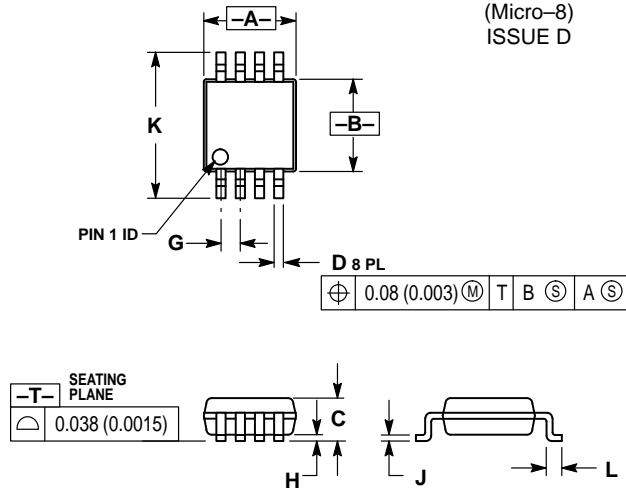 (Micro–8)
ISSUE D
–A–
K
–B–
PIN 1 ID
G
D 8 PL
⌖ 0.08 (0.003) Ⓜ T B Ⓢ A Ⓢ
–T– SEATING
PLANE
⌓ 0.038 (0.0015)
C
H
J
L